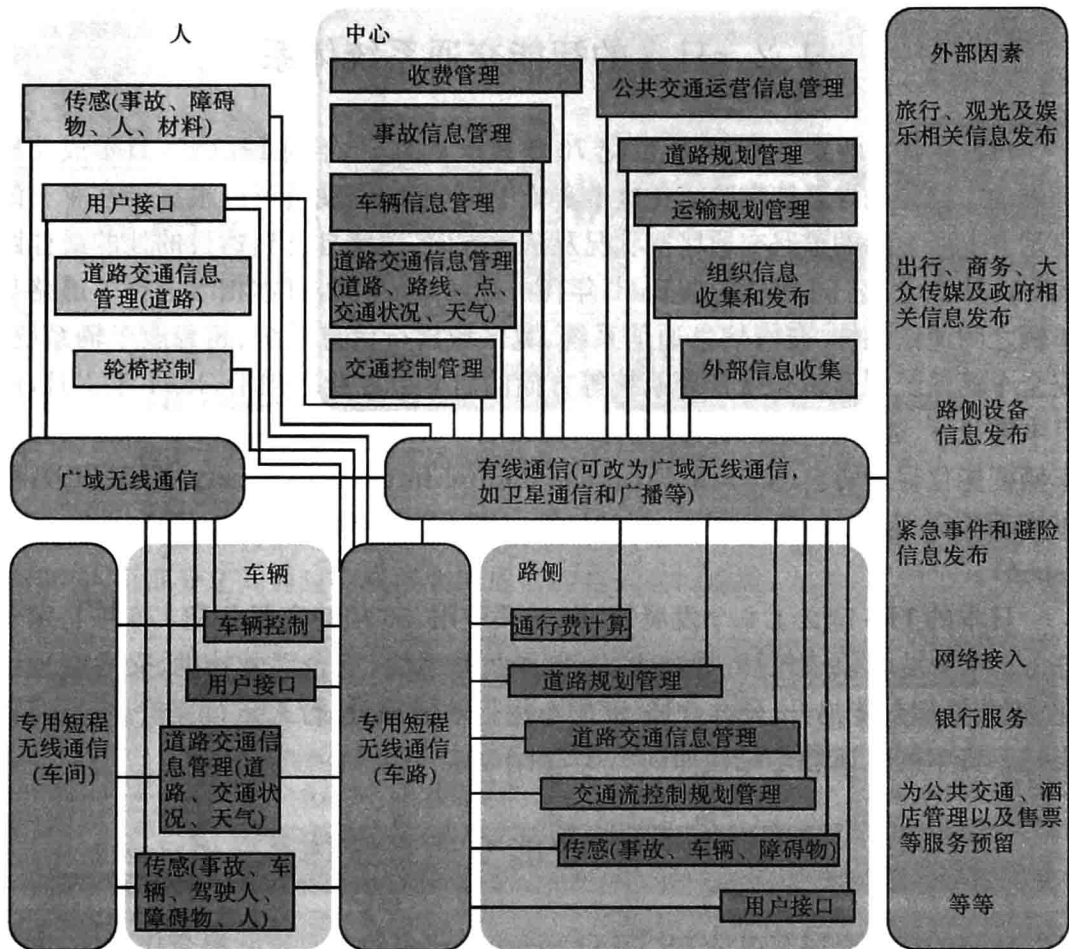 人
传感(事故、障碍
物、人、材料)
用户接口
道路交通信息
管理(道路)
轮椅控制
中心
收费管理
事故信息管理
车辆信息管理
道路交通信息管理
(道路、路线、点、
交通状况、天气)
交通控制管理
公共交通运营信息管理
道路规划管理
运输规划管理
组织信息
收集和发布
外部信息收集
广域无线通信
有线通信(可改为广域无线通信,
如卫星通信和广播等)
专用短程
无线通信
(车间)
车辆
车辆控制
用户接口
道路交通信
息管理(道
路、交通状
况、天气)
传感(事故、车
辆、驾驶人、
障碍物、人)
专用短程
无线通信
(车路)
路侧
通行费计算
道路规划管理
道路交通信息管理
交通流控制规划管理
传感(事故、车辆、障碍物)
用户接口
外部因素
旅行、观光及娱
乐相关信息发布
出行、商务、大
众传媒及政府相
关信息发布
路侧设备
信息发布
紧急事件和避险
信息发布
网络接入
银行服务
为公共交通、酒
店管理以及售票
等服务预留
等等